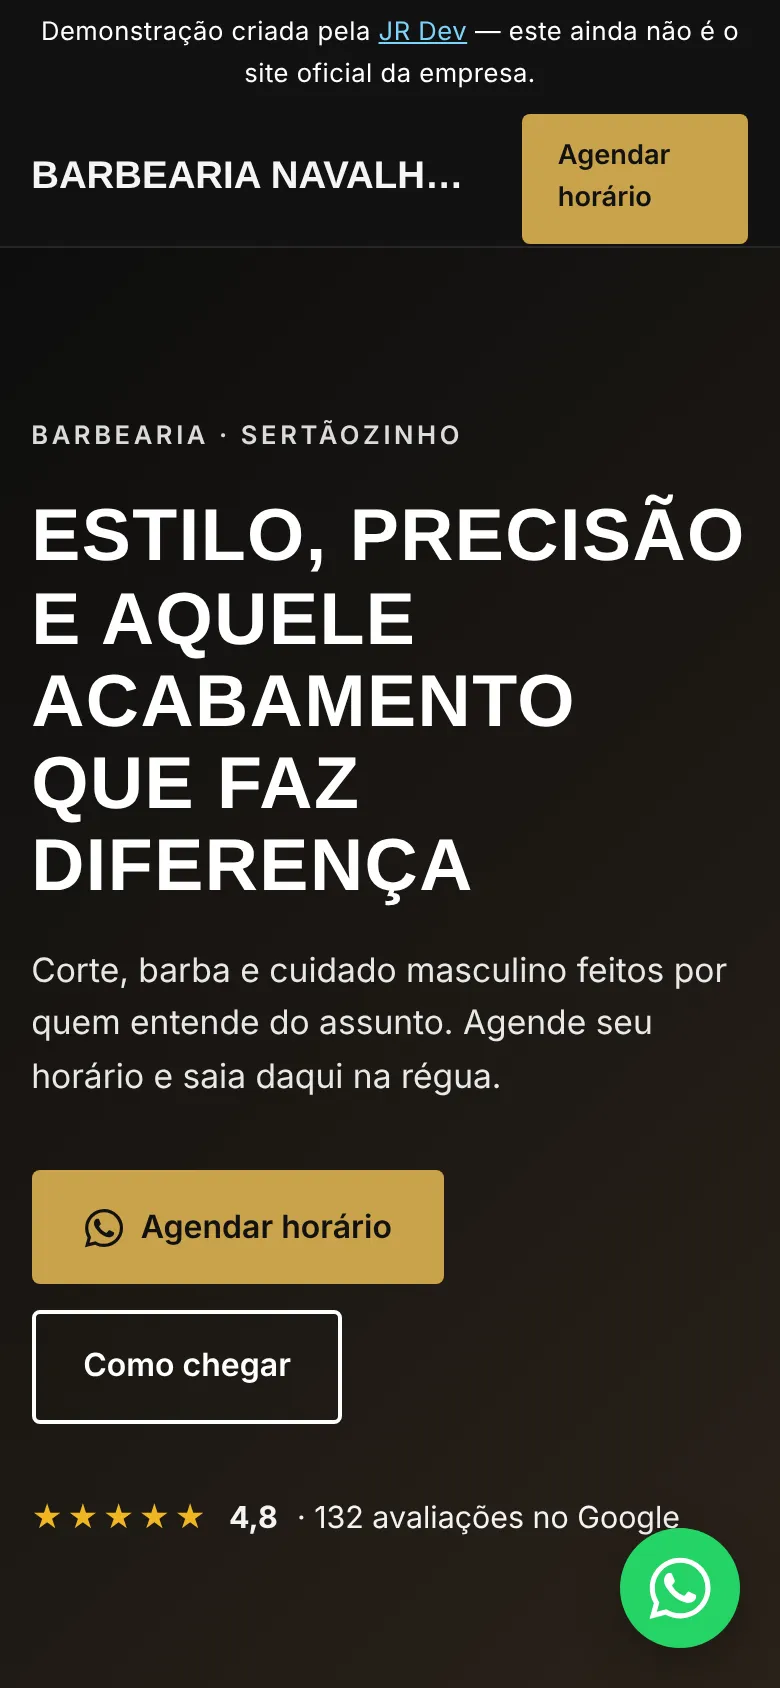 Demonstração criada pela JR Dev — este ainda não é o
site oficial da empresa.
BARBEARIA NAVALH...
Agendar
horário
BARBEARIA · SERTÃOZINHO
ESTILO, PRECISÃO
E AQUELE
ACABAMENTO
QUE FAZ
DIFERENÇA
Corte, barba e cuidado masculino feitos por
quem entende do assunto. Agende seu
horário e saia daqui na régua.
Agendar horário
Como chegar
★★★★★ 4,8 · 132 avaliações no Google